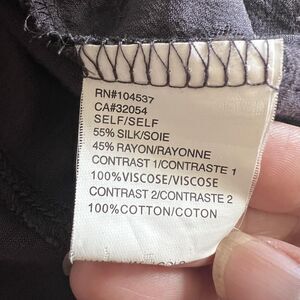 RN#104537
CA#32054
SELF/SELF
55% SILK/SOIE
45% RAYON/RAYONNE
CONTRAST 1/CONTRASTE 1
100%VISCOSE/VISCOSE
CONTRAST 2/CONTRASTE 2
100%COTTON/COTON